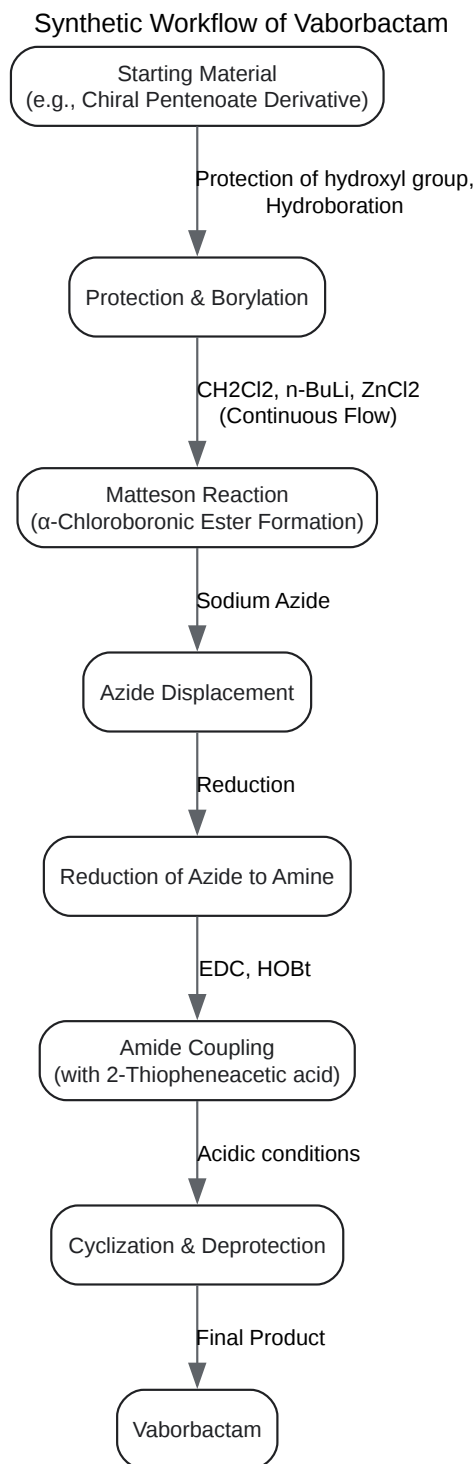 Synthetic Workflow of Vaborbactam
Starting Material
(e.g., Chiral Pentenoate Derivative)
Protection of hydroxyl group,
Hydroboration
Protection & Borylation
CH2Cl2, n-BuLi, ZnCl2
(Continuous Flow)
Matteson Reaction
(α-Chloroboronic Ester Formation)
Sodium Azide
Azide Displacement
Reduction
Reduction of Azide to Amine
EDC, HOBt
Amide Coupling
(with 2-Thiopheneacetic acid)
Acidic conditions
Cyclization & Deprotection
Final Product
Vaborbactam